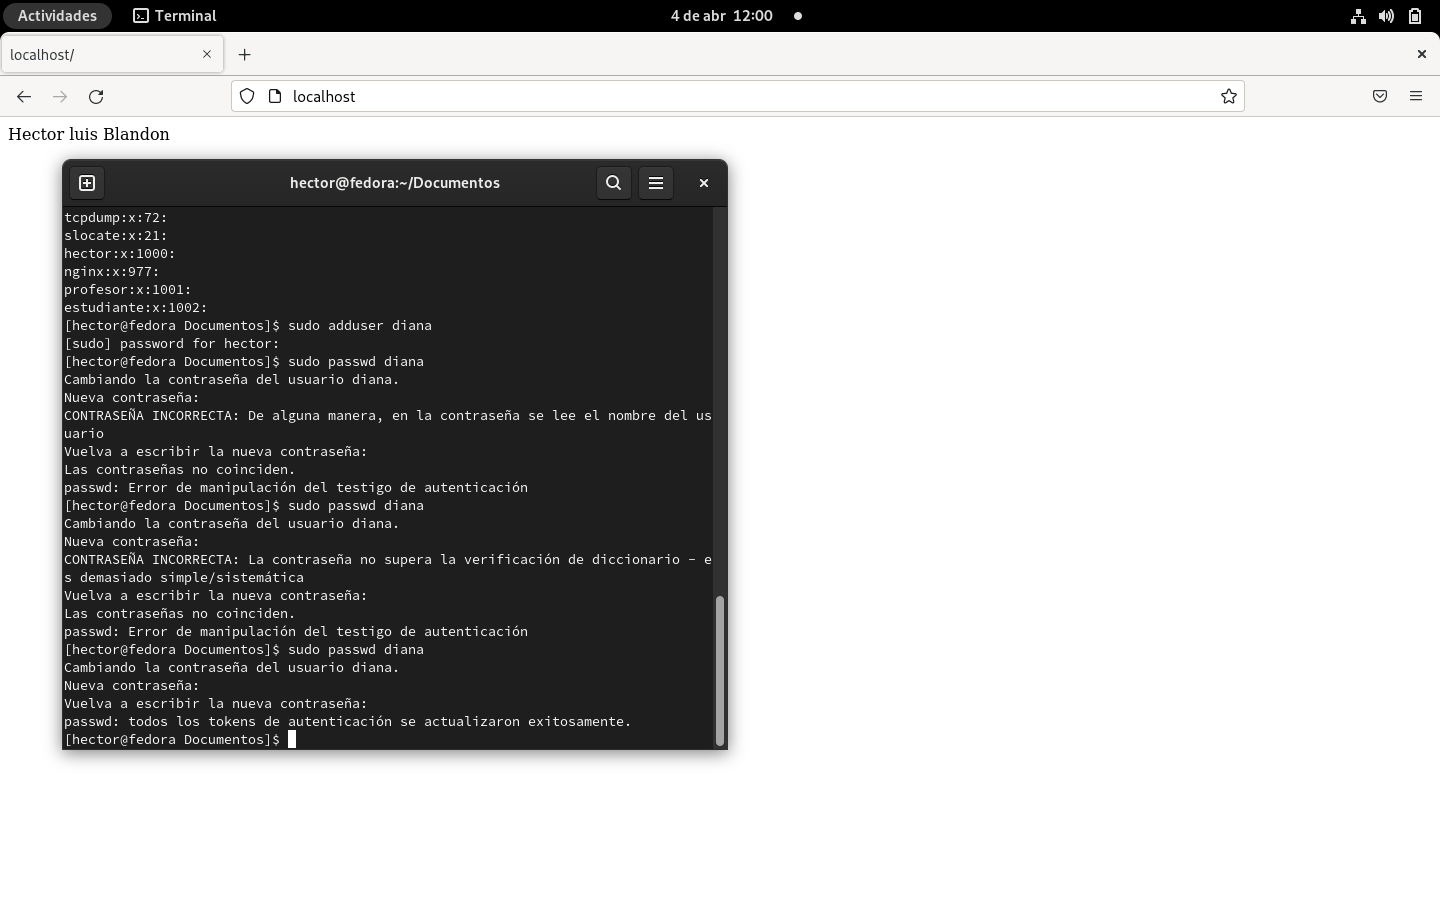 Actividades Terminal 4 de abr 12:00
localhost/
localhost
Hector luis Blandon
hector@fedora:~/Documentos
tcpdump:x:72:
slocate:x:21:
hector:x:1000:
nginx:x:977:
profesor:x:1001:
estudiante:x:1002:
[hector@fedora Documentos]$ sudo adduser diana
[sudo] password for hector:
[hector@fedora Documentos]$ sudo passwd diana
Cambiando la contraseña del usuario diana.
Nueva contraseña:
CONTRASEÑA INCORRECTA: De alguna manera, en la contraseña se lee el nombre del us
uario
Vuelva a escribir la nueva contraseña:
Las contraseñas no coinciden.
passwd: Error de manipulación del testigo de autenticación
[hector@fedora Documentos]$ sudo passwd diana
Cambiando la contraseña del usuario diana.
Nueva contraseña:
CONTRASEÑA INCORRECTA: La contraseña no supera la verificación de diccionario - e
s demasiado simple/sistemática
Vuelva a escribir la nueva contraseña:
Las contraseñas no coinciden.
passwd: Error de manipulación del testigo de autenticación
[hector@fedora Documentos]$ sudo passwd diana
Cambiando la contraseña del usuario diana.
Nueva contraseña:
Vuelva a escribir la nueva contraseña:
passwd: todos los tokens de autenticación se actualizaron exitosamente.
[hector@fedora Documentos]$